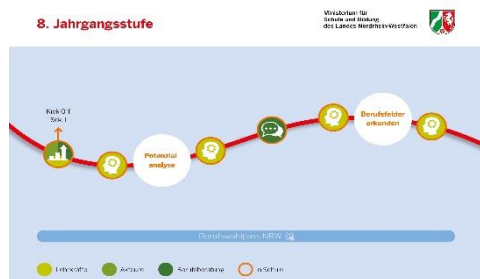 8. Jahrgangsstufe
Ministerium für
Schule und Bildung
des Landes Nordrhein-Westfalen
Kick-Off
Sek. I
Potenzial
analyse
Berufsfelder
erkunden
Berufswahlpass NRW
Lehrkräfte
Akteure
Berufsberatung
in Schule